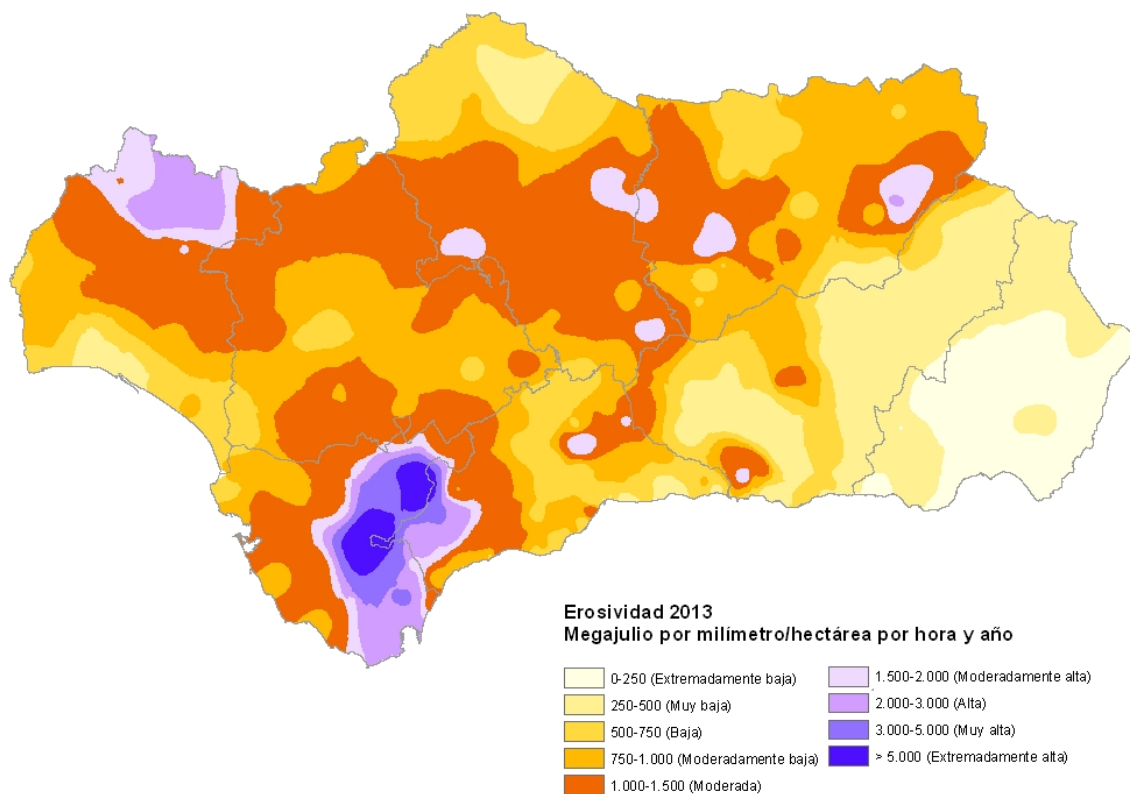 Erosividad 2013
Megajulio por milímetro/hectárea por hora y año
0-250 (Extremadamente baja)
250-500 (Muy baja)
500-750 (Baja)
750-1.000 (Moderadamente baja)
1.000-1.500 (Moderada)
1.500-2.000 (Moderadamente alta)
2.000-3.000 (Alta)
3.000-5.000 (Muy alta)
> 5.000 (Extremadamente alta)